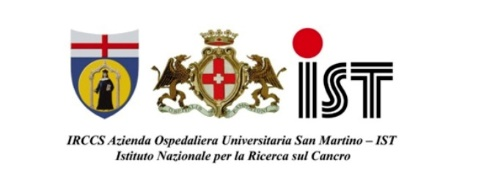 iST
IRCCS Azienda Ospedaliera Universitaria San Martino – IST
Istituto Nazionale per la Ricerca sul Cancro